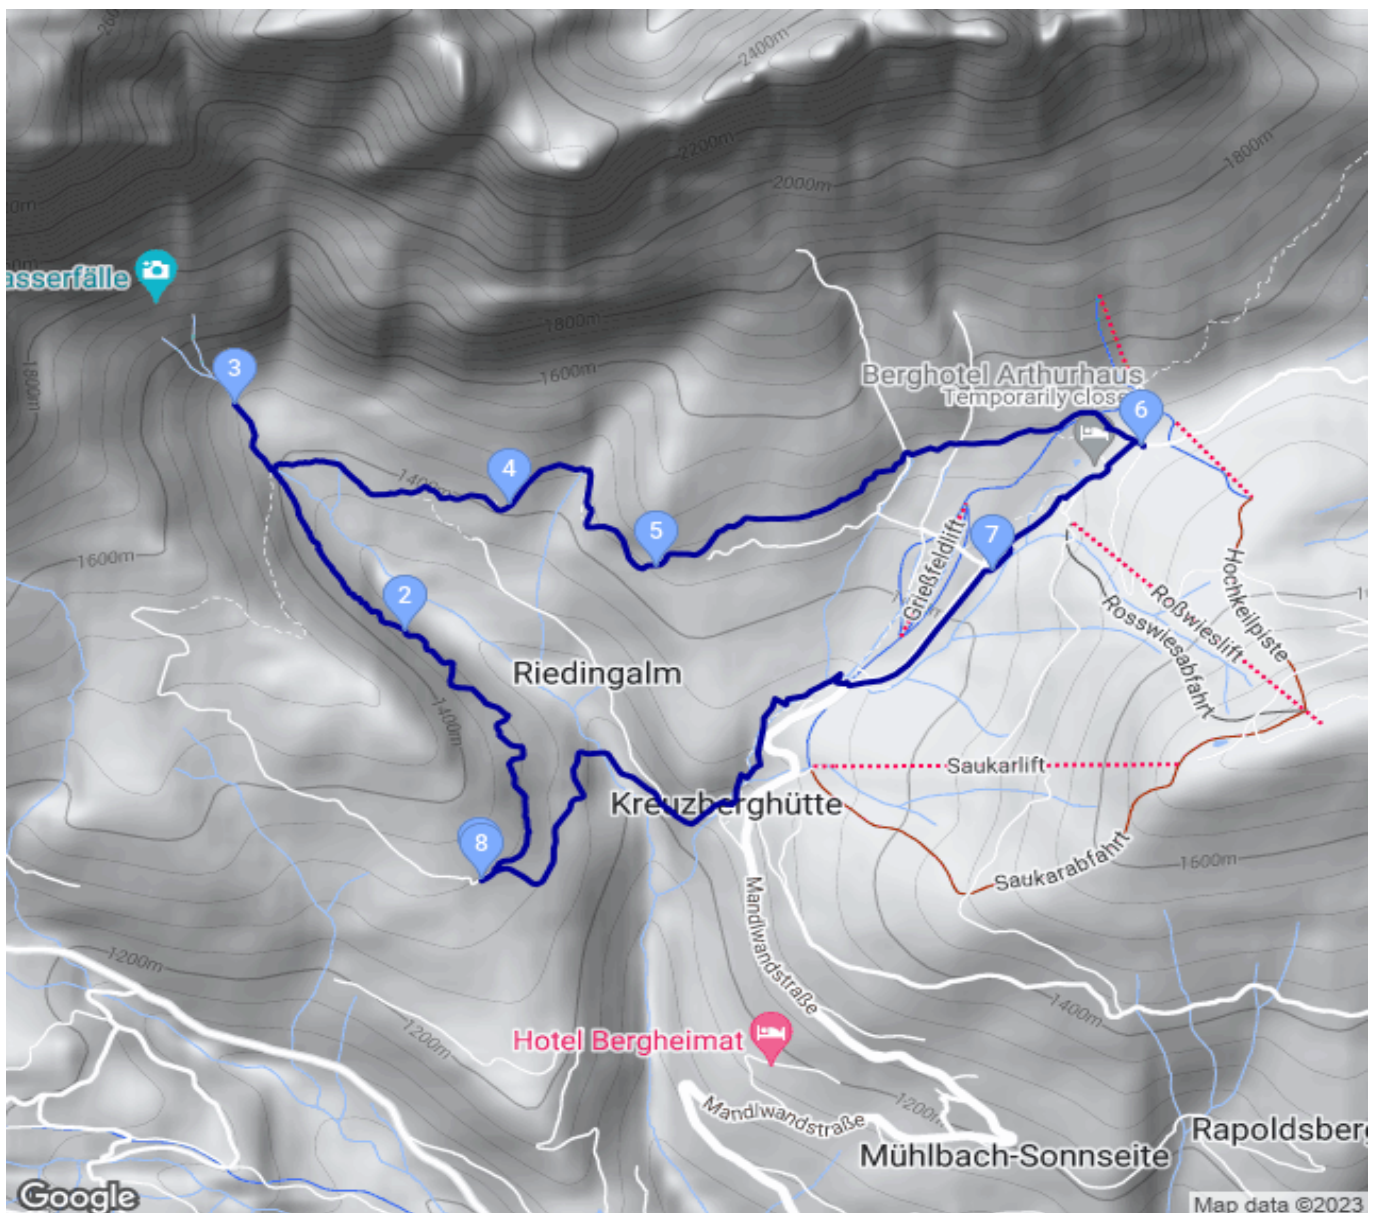 2400m
2200m
2000m
1800m
asserfälle
3
1800m
1800m
1600m
Berghotel Arthurhaus
Temporarily close
6
4
1400m
5
7
1600m
2
Grießfeldlift
Hochkeilpiste
Roßwieslift
Rosswiesabfahrt
Riedingalm
1400m
Saukarlift
Kreuzberghütte
8
1600m
Saukarabfahrt
Mandlwandstraße
1200m
1400m
1200m
Hotel Bergheimat
Mandlwandstraße
1200m
Rapoldsberg
Mühlbach-Sonnseite
Google
Map data ©2023